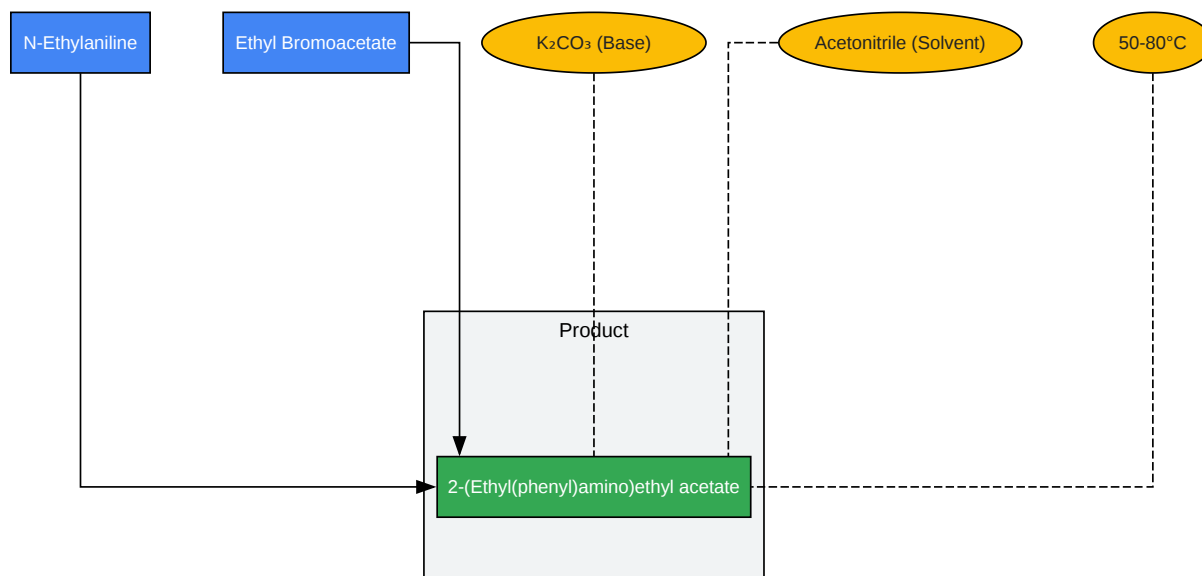 N-Ethylaniline
Ethyl Bromoacetate
K₂CO₃ (Base)
Acetonitrile (Solvent)
50-80°C
Product
2-(Ethyl(phenyl)amino)ethyl acetate